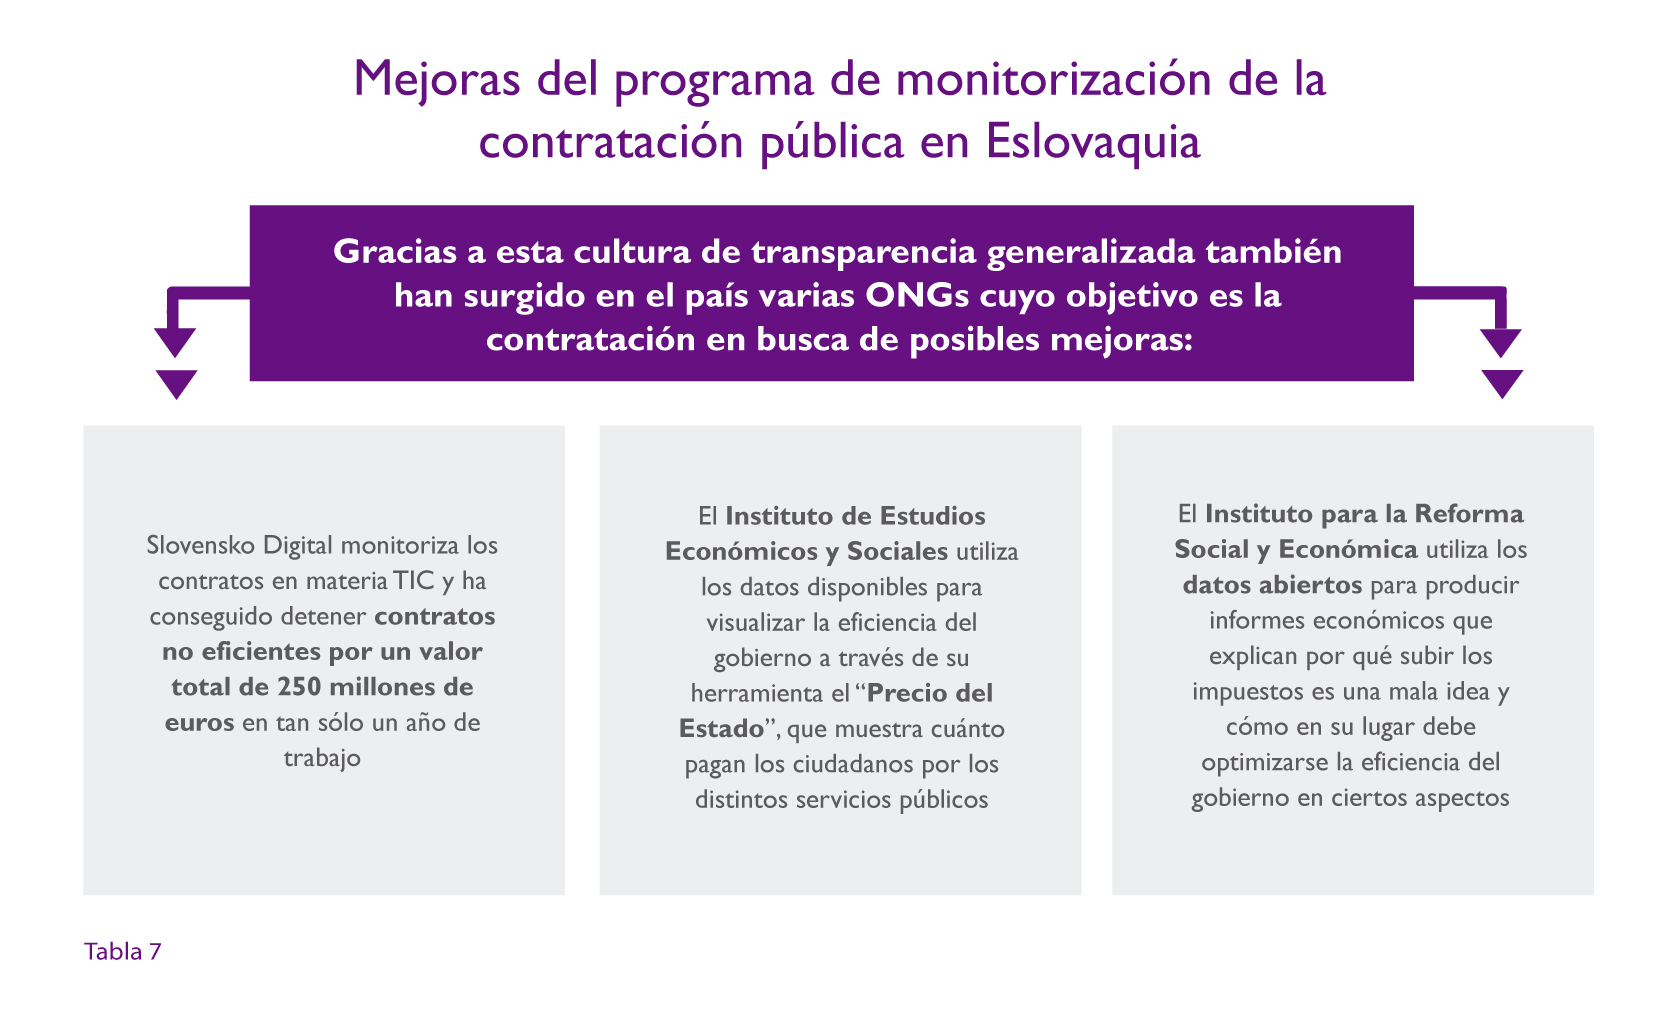 Mejoras del programa de monitorización de la
contratación pública en Eslovaquia
Gracias a esta cultura de transparencia generalizada también
han surgido en el país varias ONGs cuyo objetivo es la
contratación en busca de posibles mejoras:
Slovensko Digital monitoriza los
contratos en materia TIC y ha
conseguido detener contratos
no eficientes por un valor
total de 250 millones de
euros en tan sólo un año de
trabajo
El Instituto de Estudios
Económicos y Sociales utiliza
los datos disponibles para
visualizar la eficiencia del
gobierno a través de su
herramienta el “Precio del
Estado”, que muestra cuánto
pagan los ciudadanos por los
distintos servicios públicos
El Instituto para la Reforma
Social y Económica utiliza los
datos abiertos para producir
informes económicos que
explican por qué subir los
impuestos es una mala idea y
cómo en su lugar debe
optimizarse la eficiencia del
gobierno en ciertos aspectos
Tabla 7